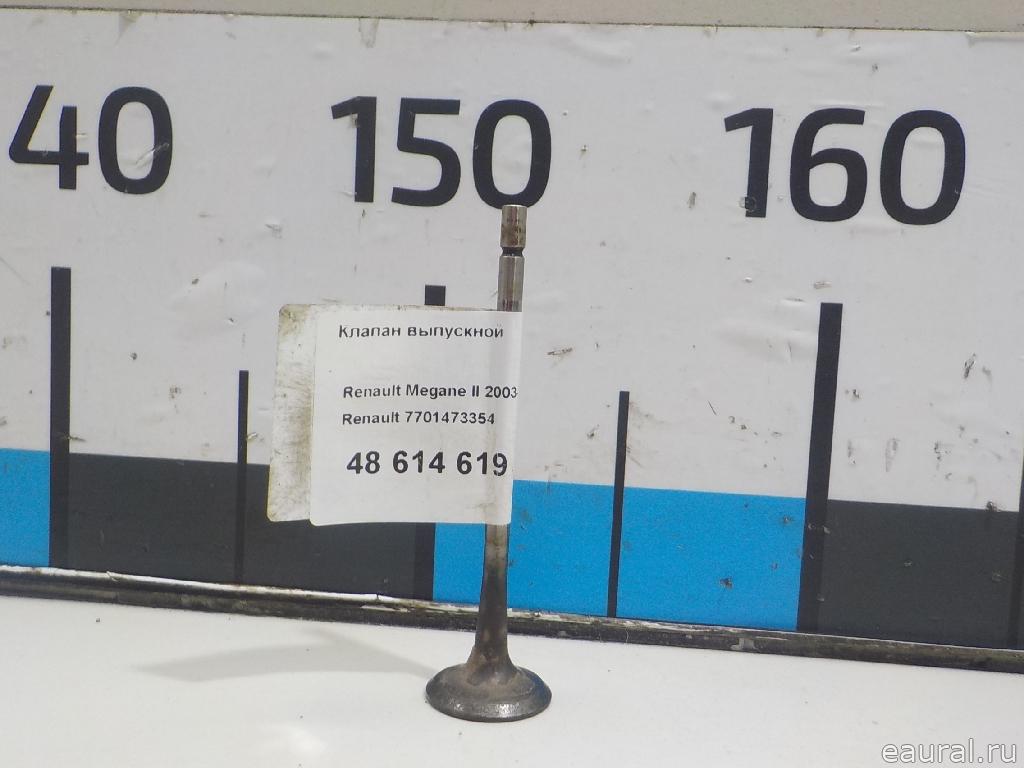 40 150 160
Клапан выпускной
Renault Megane II 2003-
Renault 7701473354
48 614 619
eaural.ru